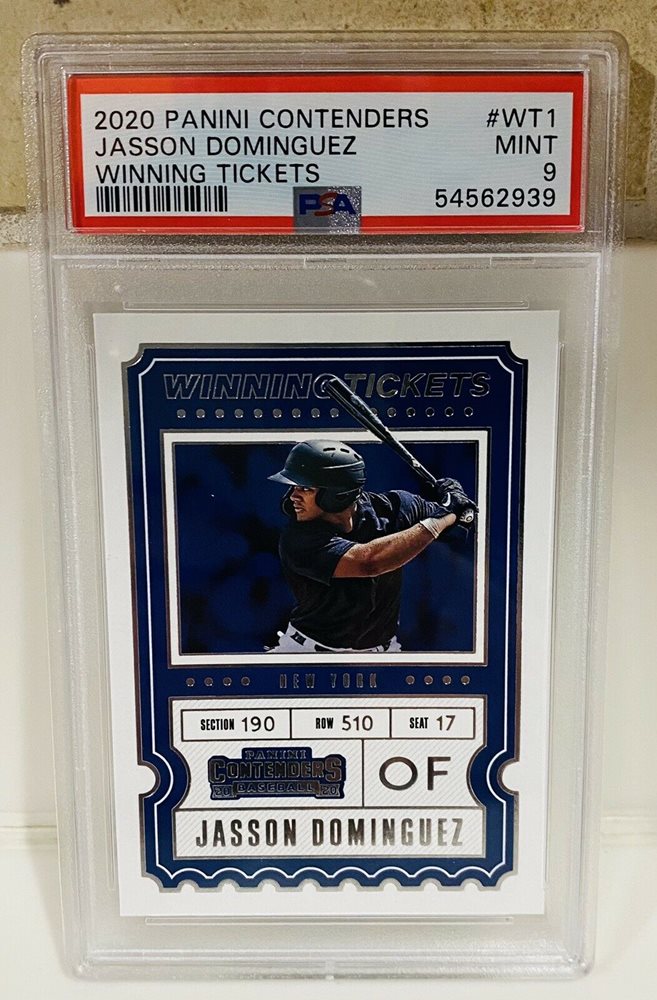 2020 PANINI CONTENDERS #WT1
JASSON DOMINGUEZ MINT
WINNING TICKETS 9
PSA 54562939
WINNING TICKETS
NEW YORK
SECTION 190 ROW 510 SEAT 17
PANINI
CONTENDERS
20 BASEBALL 20
OF
JASSON DOMINGUEZ